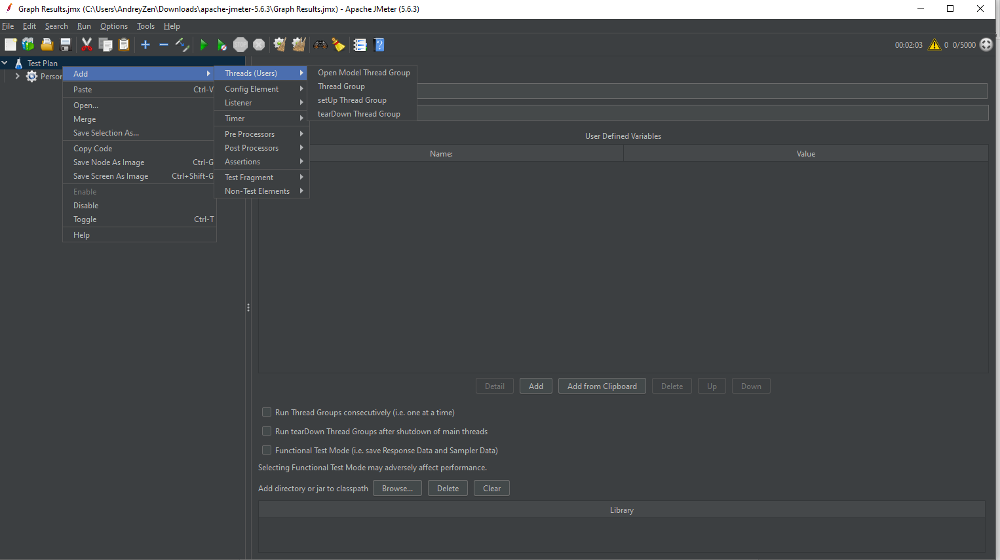 Graph Results.jmx (C:\Users\AndreyZen\Downloads\apache-jmeter-5.6.3\Graph Results.jmx) - Apache JMeter (5.6.3)
File Edit Search Run Options Tools Help
STOP
00:02:03 0 0/5000
Test Plan
Person
Add
Paste Ctrl-V
Open...
Merge
Save Selection As...
Copy Code
Save Node As Image Ctrl-G
Save Screen As Image Ctrl+Shift-G
Enable
Disable
Toggle Ctrl-T
Help
Threads (Users)
Config Element
Listener
Timer
Pre Processors
Post Processors
Assertions
Test Fragment
Non-Test Elements
Open Model Thread Group
Thread Group
setUp Thread Group
tearDown Thread Group
User Defined Variables
Name: Value
Detail Add Add from Clipboard Delete Up Down
Run Thread Groups consecutively (i.e. one at a time)
Run tearDown Thread Groups after shutdown of main threads
Functional Test Mode (i.e. save Response Data and Sampler Data)
Selecting Functional Test Mode may adversely affect performance.
Add directory or jar to classpath Browse... Delete Clear
Library